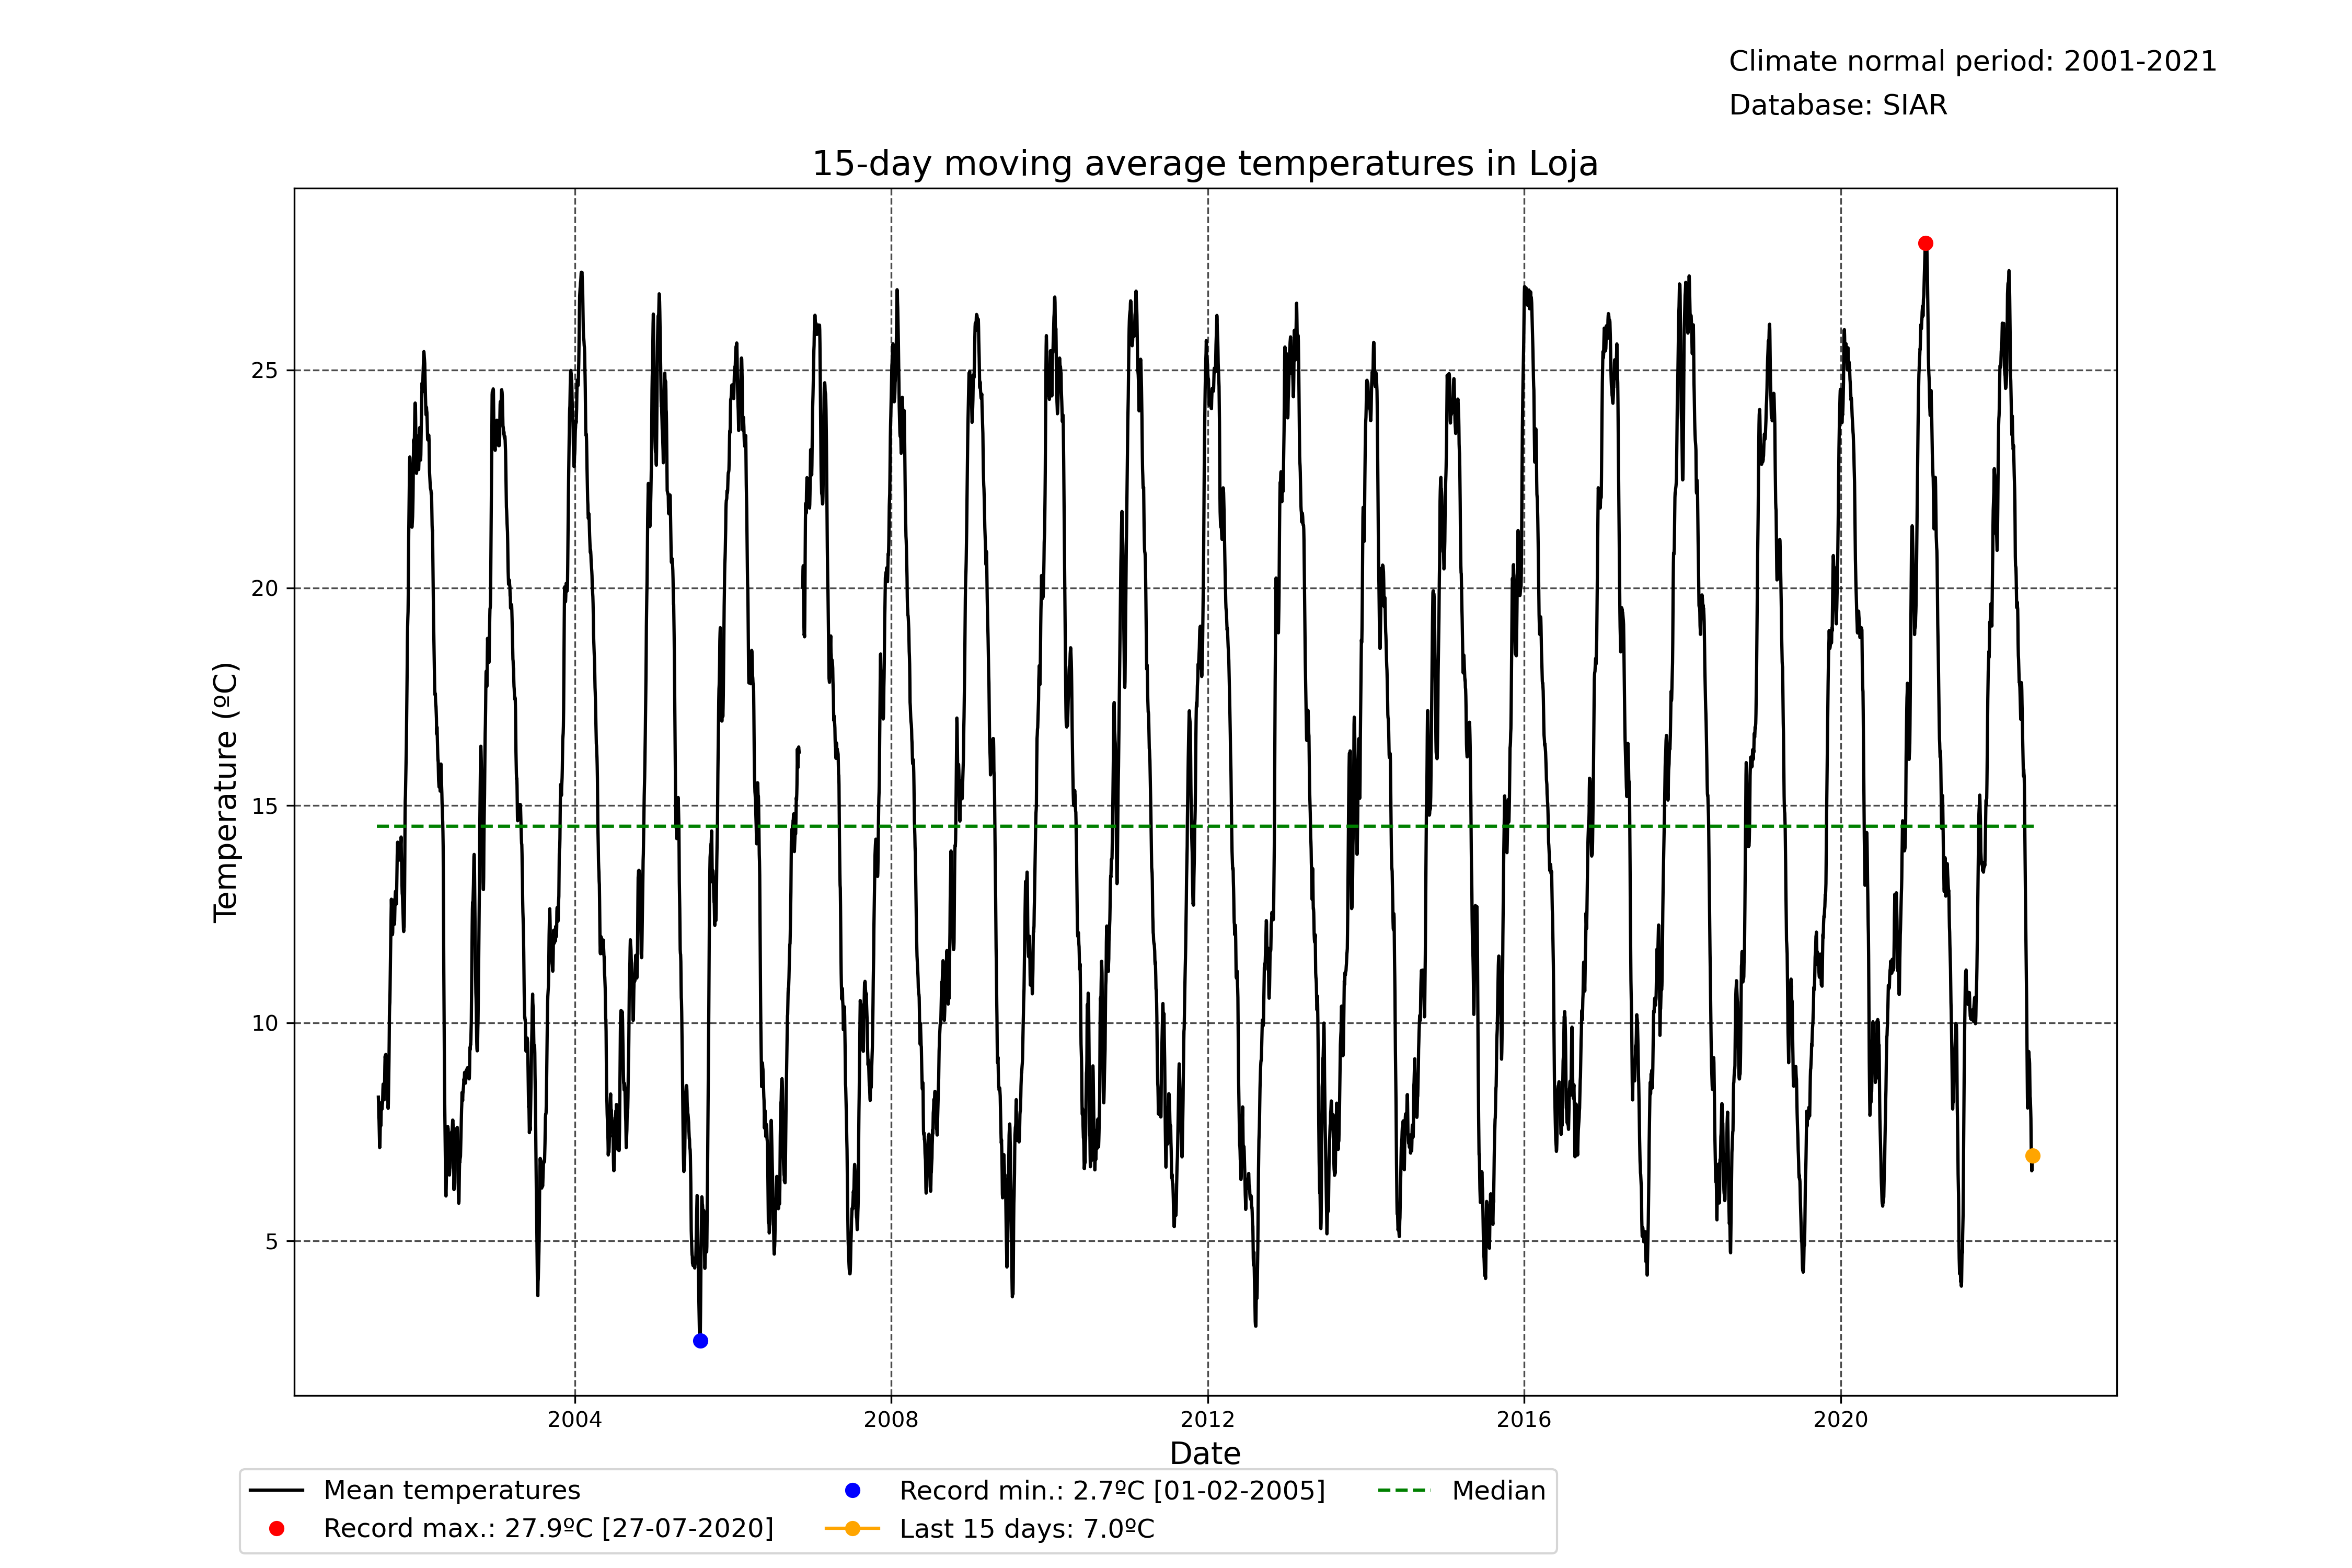 Climate normal period: 2001-2021
Database: SIAR
15-day moving average temperatures in Loja
25
20
15
10
5
Temperature (ºC)
2004
2008
2012
2016
2020
Date
Mean temperatures
Record max.: 27.9ºC [27-07-2020]
Record min.: 2.7ºC [01-02-2005]
Last 15 days: 7.0ºC
Median